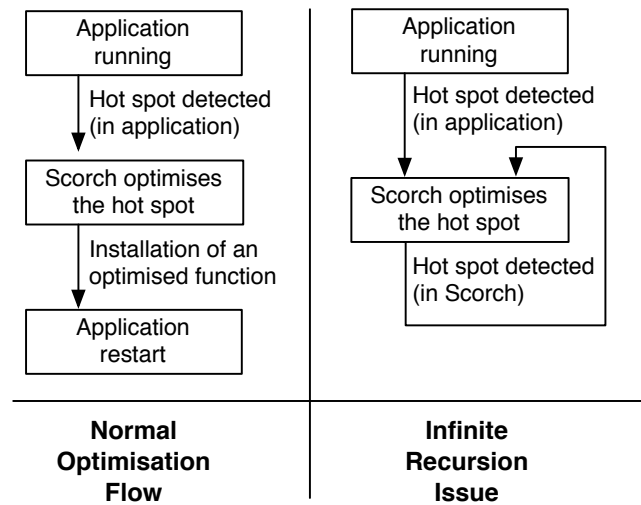 Application
running
Hot spot detected
(in application)
Scorch optimises
the hot spot
Installation of an
optimised function
Application
restart
Normal
Optimisation
Flow
Application
running
Hot spot detected
(in application)
Scorch optimises
the hot spot
Hot spot detected
(in Scorch)
Infinite
Recursion
Issue